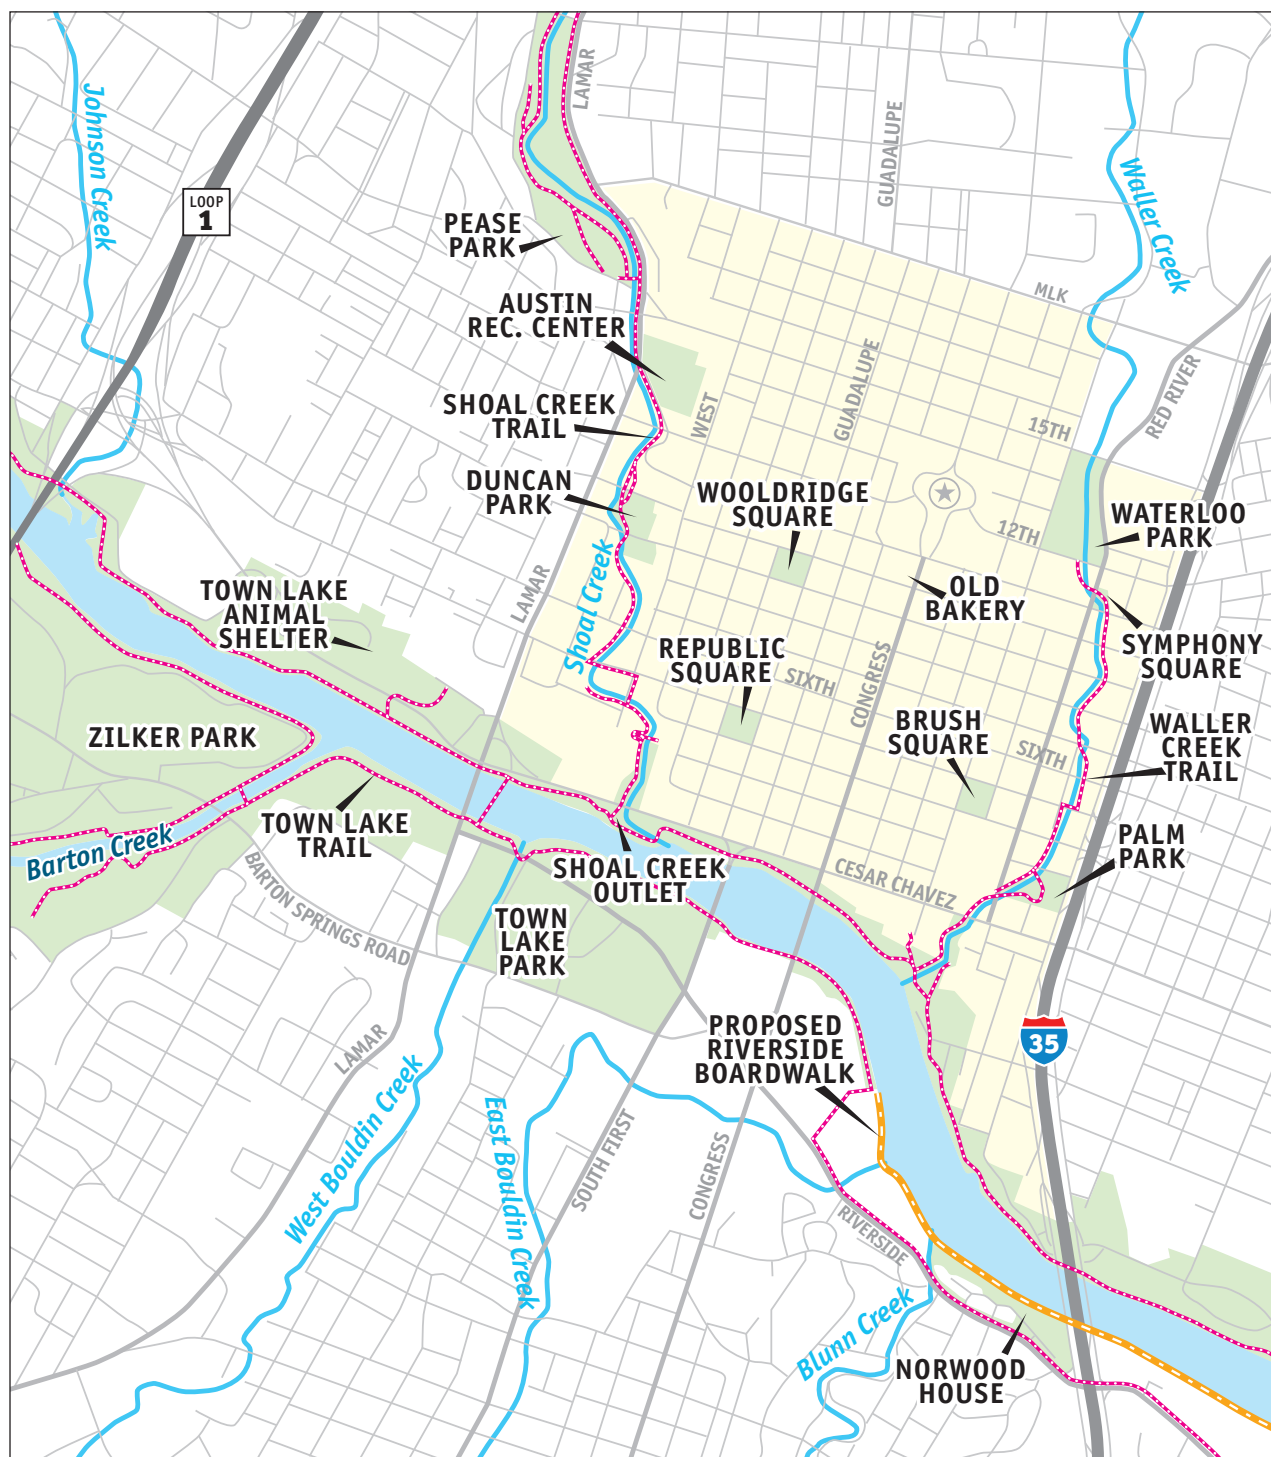 LAMAR
Johnson Creek
GUADALUPE
Waller Creek
LOOP
1
PEASE
PARK
MLK
AUSTIN
REC. CENTER
GUADALUPE
RED RIVER
SHOAL CREEK
TRAIL
WEST
15TH
DUNCAN
PARK
WOOLDRIDGE
SQUARE
12TH
WATERLOO
PARK
Shoal Creek
LAMAR
TOWN LAKE
ANIMAL
SHELTER
OLD
BAKERY
SYMPHONY
SQUARE
REPUBLIC
SQUARE
SIXTH
CONGRESS
ZILKER PARK
BRUSH
SQUARE
SIXTH
WALLER
CREEK
TRAIL
TOWN LAKE
TRAIL
Barton Creek
BARTON SPRINGS ROAD
SHOAL CREEK
OUTLET
CESAR CHAVEZ
PALM
PARK
TOWN
LAKE
PARK
LAMAR
PROPOSED
RIVERSIDE
BOARDWALK
35
West Bouldin Creek
East Bouldin Creek
SOUTH FIRST
CONGRESS
RIVERSIDE
Blunn Creek
NORWOOD
HOUSE